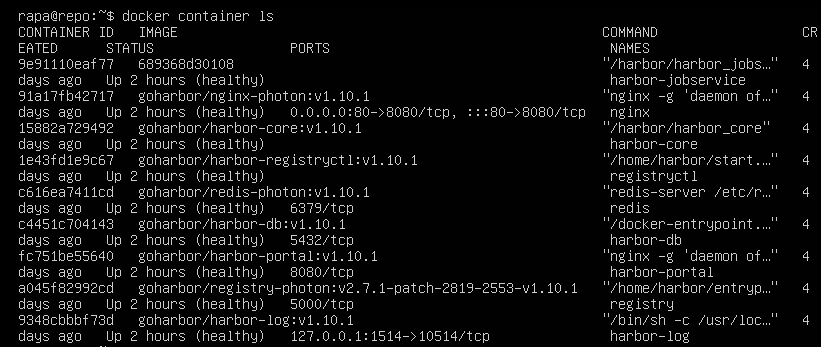 rapa@repo:~$ docker container ls
CONTAINER ID   IMAGE   COMMAND   CR
EATED   STATUS   PORTS   NAMES
9e91110eaf77   689368d30108   "/harbor/harbor_jobs…"   4
days ago   Up 2 hours (healthy)   harbor-jobservice
91a17fb42717   goharbor/nginx-photon:v1.10.1   "nginx -g 'daemon of…"   4
days ago   Up 2 hours (healthy)   0.0.0.0:80->8080/tcp, :::80->8080/tcp   nginx
15882a729492   goharbor/harbor-core:v1.10.1   "/harbor/harbor_core"   4
days ago   Up 2 hours (healthy)   harbor-core
1e43fd1e9c67   goharbor/harbor-registryctl:v1.10.1   "/home/harbor/start.…"   4
days ago   Up 2 hours (healthy)   registryctl
c616ea7411cd   goharbor/redis-photon:v1.10.1   "redis-server /etc/r…"   4
days ago   Up 2 hours (healthy)   6379/tcp   redis
c4451c704143   goharbor/harbor-db:v1.10.1   "/docker-entrypoint.…"   4
days ago   Up 2 hours (healthy)   5432/tcp   harbor-db
fc751be55640   goharbor/harbor-portal:v1.10.1   "nginx -g 'daemon of…"   4
days ago   Up 2 hours (healthy)   8080/tcp   harbor-portal
a045f82992cd   goharbor/registry-photon:v2.7.1-patch-2819-2553-v1.10.1   "/home/harbor/entryp…"   4
days ago   Up 2 hours (healthy)   5000/tcp   registry
9348cbbbf73d   goharbor/harbor-log:v1.10.1   "/bin/sh -c /usr/loc…"   4
days ago   Up 2 hours (healthy)   127.0.0.1:1514->10514/tcp   harbor-log